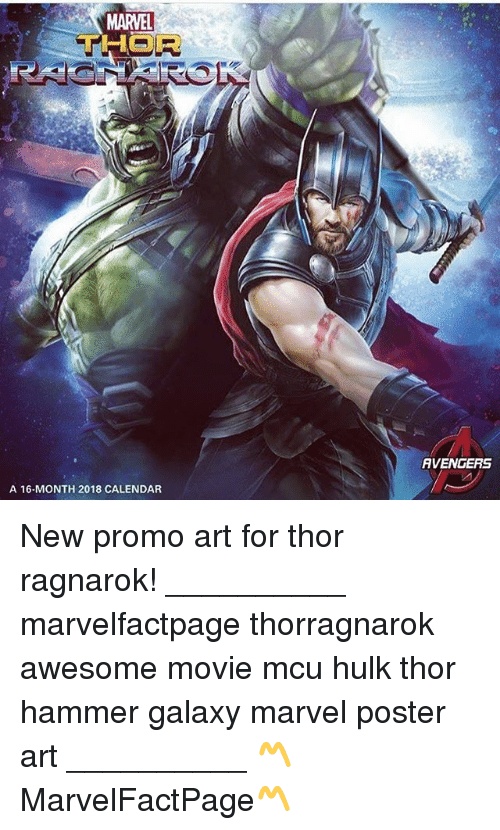 MARVEL
THOR
RAGNAROK
AVENGERS
A 16-MONTH 2018 CALENDAR
New promo art for thor
ragnarok! __________
marvelfactpage thorragnarok
awesome movie mcu hulk thor
hammer galaxy marvel poster
art __________ 〽️
MarvelFactPage〽️